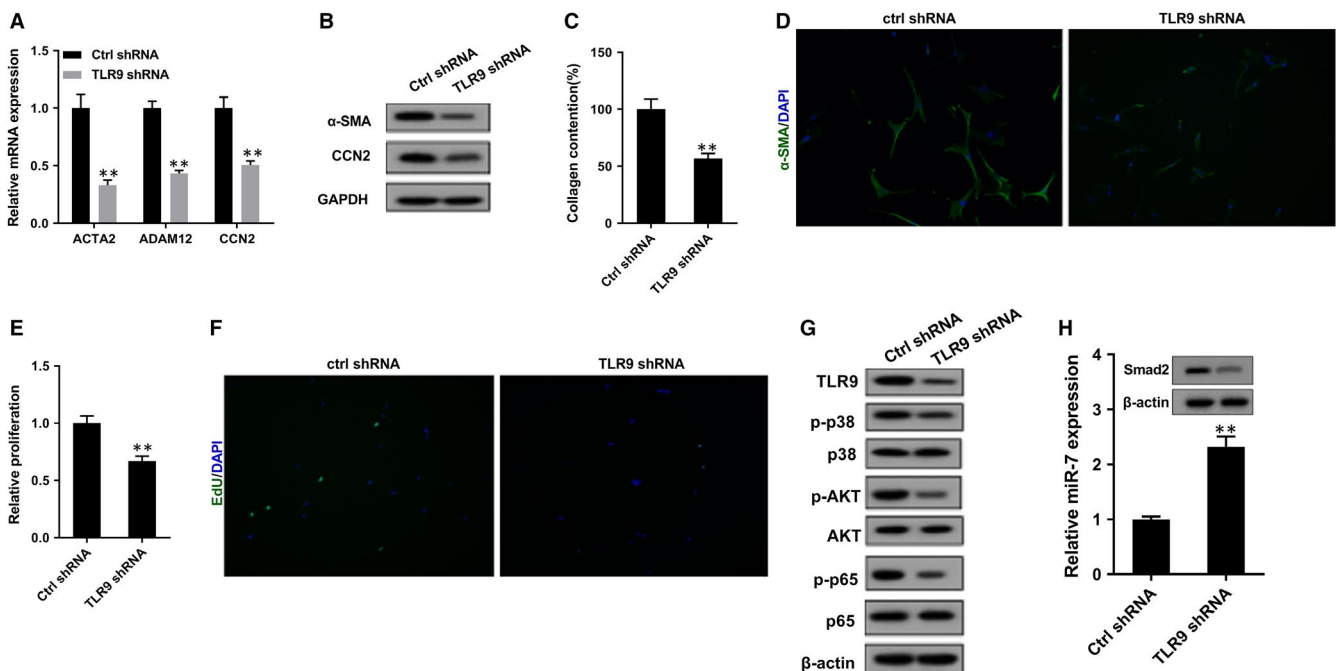 A
Relative mRNA expression
1.5
1.0
0.5
0.0
Ctrl shRNA
TLR9 shRNA
**
**
**
ACTA2
ADAM12
CCN2
B
Ctrl shRNA
TLR9 shRNA
α-SMA
CCN2
GAPDH
C
Collagen contention(%)
150
100
50
0
**
Ctrl shRNA
TLR9 shRNA
D
ctrl shRNA
TLR9 shRNA
α-SMA/DAPI
E
Relative proliferation
1.5
1.0
0.5
0.0
**
Ctrl shRNA
TLR9 shRNA
F
ctrl shRNA
TLR9 shRNA
EdU/DAPI
G
Ctrl shRNA
TLR9 shRNA
TLR9
p-p38
p38
p-AKT
AKT
p-p65
p65
β-actin
H
Relative miR-7 expression
4
3
2
1
0
Smad2
β-actin
**
Ctrl shRNA
TLR9 shRNA